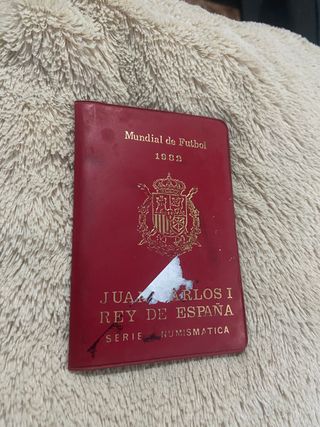 Mundial de Futbol
1982
JUA ARLOS I
REY DE ESPAÑA
SERIE NUMISMATICA